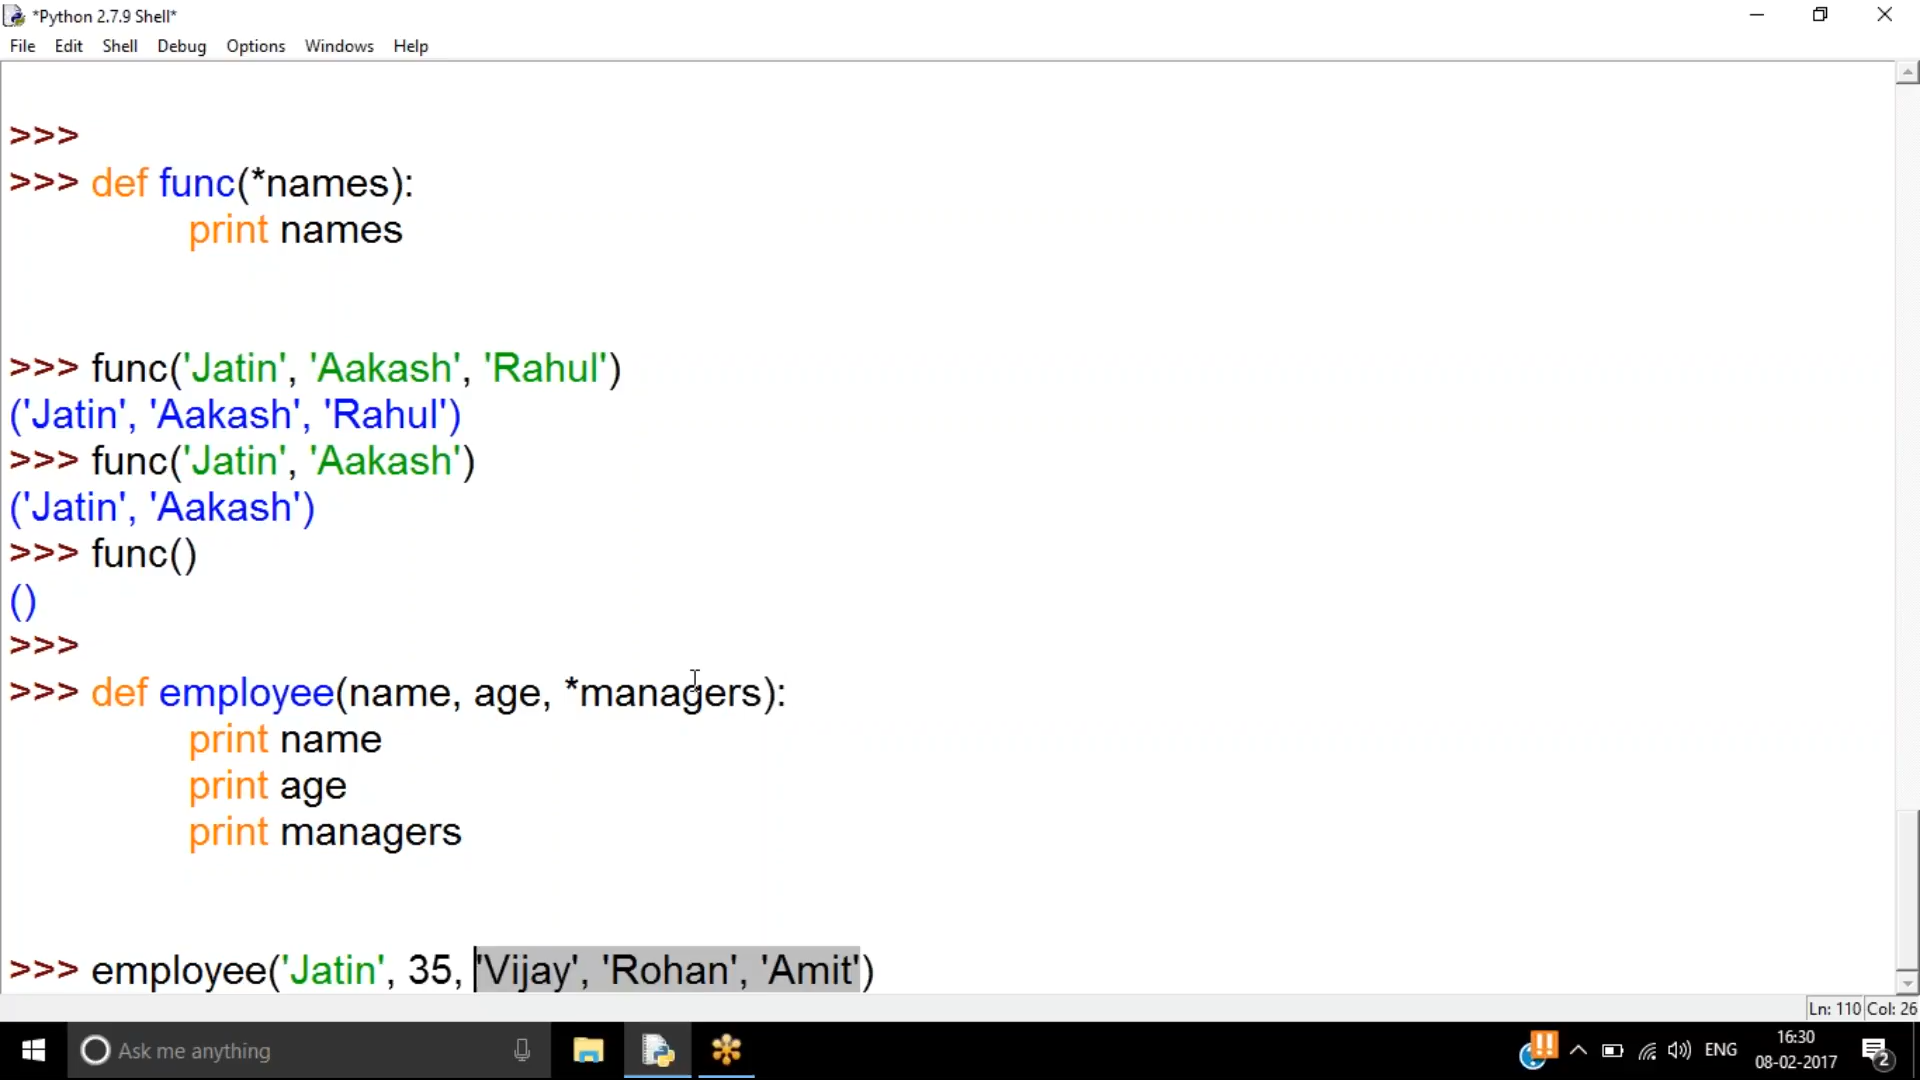 *Python 2.7.9 Shell*
File Edit Shell Debug Options Windows Help
>>>
>>> def func(*names):
print names
>>> func('Jatin', 'Aakash', 'Rahul')
('Jatin', 'Aakash', 'Rahul')
>>> func('Jatin', 'Aakash')
('Jatin', 'Aakash')
>>> func()
()
>>>
>>> def employee(name, age, *managers):
print name
print age
print managers
>>> employee('Jatin', 35, 'Vijay', 'Rohan', 'Amit')
Ln: 110 Col: 26
Ask me anything
ENG
16:30
08-02-2017
2